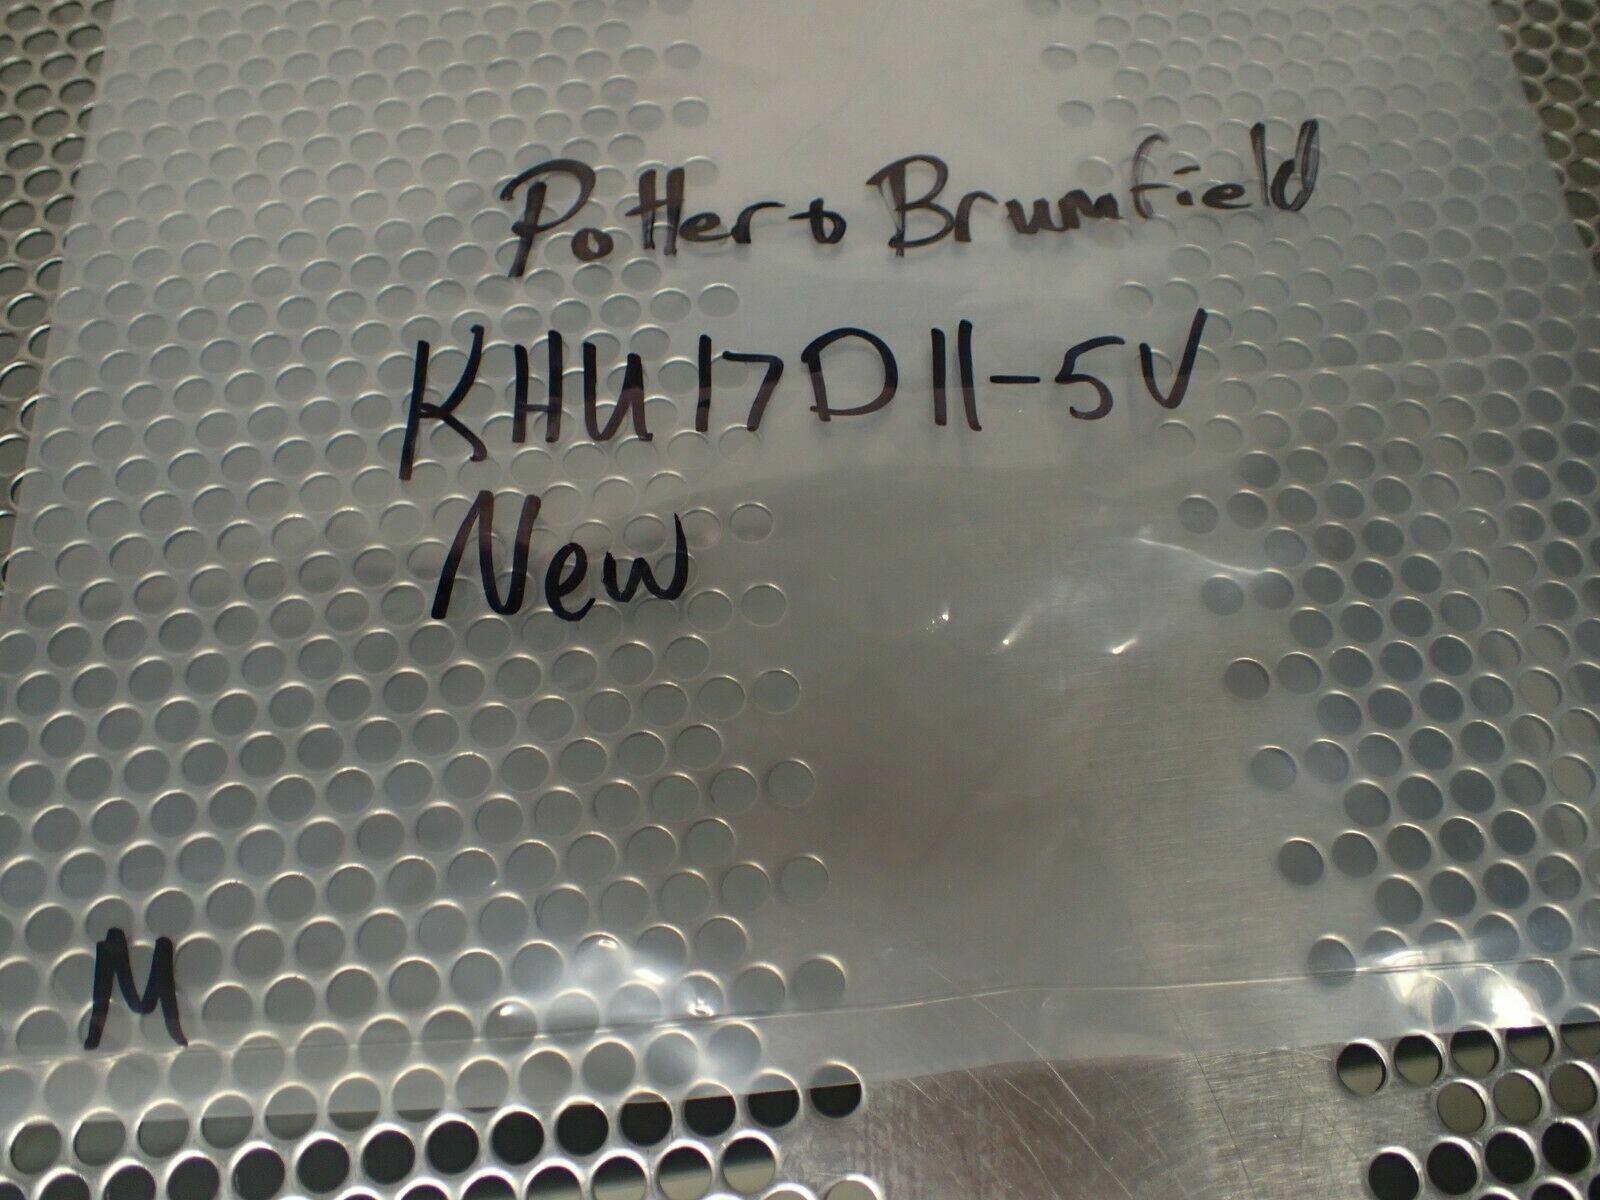 Potter & Brumfield
KHU17D11-5V
New
M